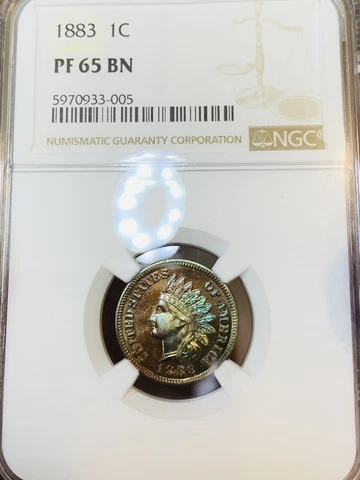 1883 1C
PF 65 BN
5970933-005
NUMISMATIC GUARANTY CORPORATION NGC
UNITED STATES OF AMERICA
1883